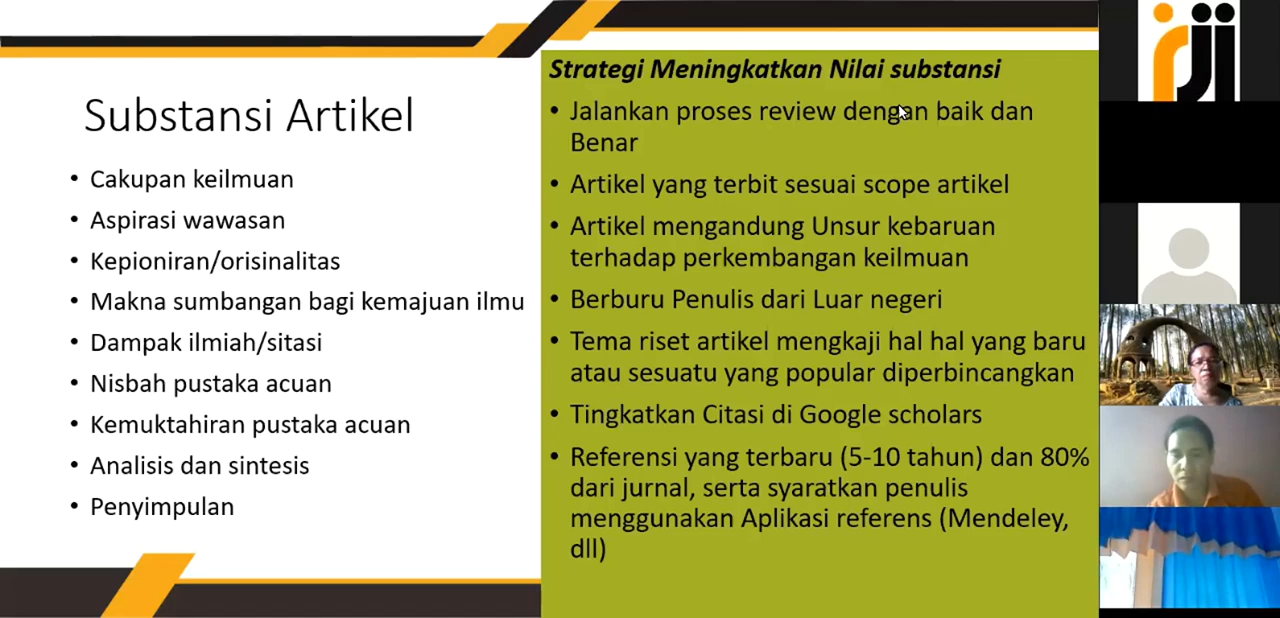 Substansi Artikel
• Cakupan keilmuan
• Aspirasi wawasan
• Kepioniran/orisinalitas
• Makna sumbangan bagi kemajuan ilmu
• Dampak ilmiah/sitasi
• Nisbah pustaka acuan
• Kemuktahiran pustaka acuan
• Analisis dan sintesis
• Penyimpulan
Strategi Meningkatkan Nilai substansi
• Jalankan proses review dengan baik dan
Benar
• Artikel yang terbit sesuai scope artikel
• Artikel mengandung Unsur kebaruan
terhadap perkembangan keilmuan
• Berburu Penulis dari Luar negeri
• Tema riset artikel mengkaji hal hal yang baru
atau sesuatu yang popular diperbincangkan
• Tingkatkan Citasi di Google scholars
• Referensi yang terbaru (5-10 tahun) dan 80%
dari jurnal, serta syaratkan penulis
menggunakan Aplikasi referens (Mendeley,
dll)
rji